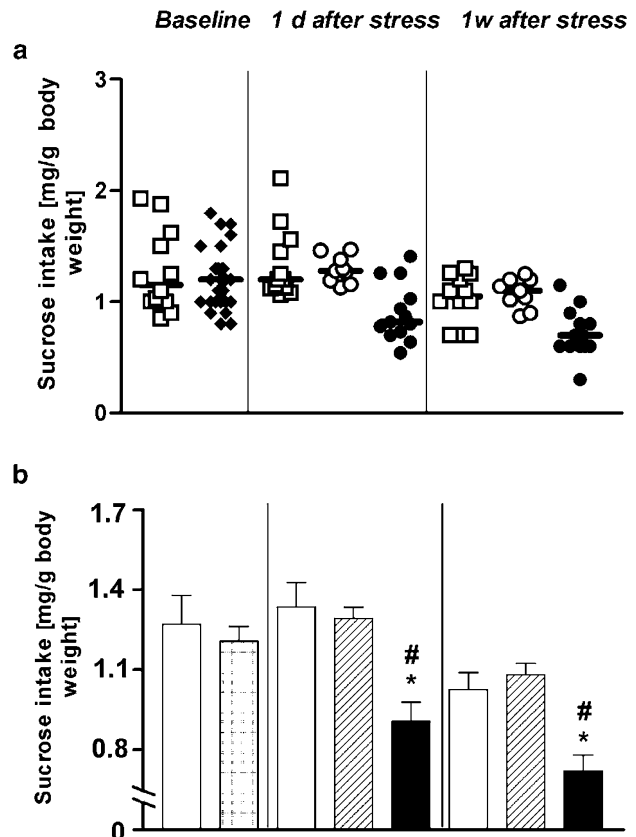 Baseline 1 d after stress 1w after stress
a
Sucrose intake [mg/g body
weight]
3
2
1
0
b
Sucrose intake [mg/g body
weight]
1.7
1.4
1.1
0.8
0
#
*
#
*